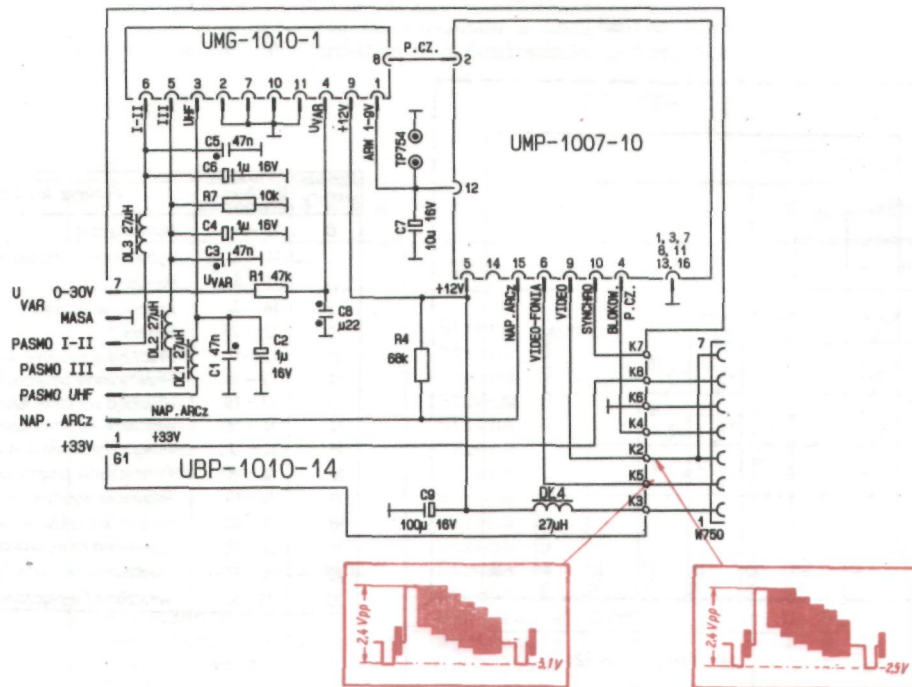 UMG-1010-1
8 P.CZ. 2
6 5 3 2 7 10 11 4 9 1
I-II III UHF UVAR +12V ARW 1-9V
TP754
UMP-1007-10
C5 47n
C6 1µ 16V
R7 10k
C4 1µ 16V
C3 47n
DL3 27µH
UVAR R1 47k
C7 10µ 16V
12
1, 3, 7
8, 11
13, 16
5 14 15 6 9 10 4
+12V NAP.ARCz VIDEO-FONIA VIDEO SYNCHRO BLOKOW. P.CZ.
UVAR 0-30V 7
MASA
PASMO I-II
PASMO III
PASMO UHF
NAP. ARCz NAP.ARCz
+33V 1 +33V
G1
DL2 27µH
DL1 27µH
C1 47n
C2 1µ 16V
C8 µ22
R4 68k
UBP-1010-14
K7 7
K8
K6
K4
K2
K5
K3
1
W750
C9
100µ 16V
DL4
27µH
2,4 Vpp
3,1V
2,4 Vpp
2,9V